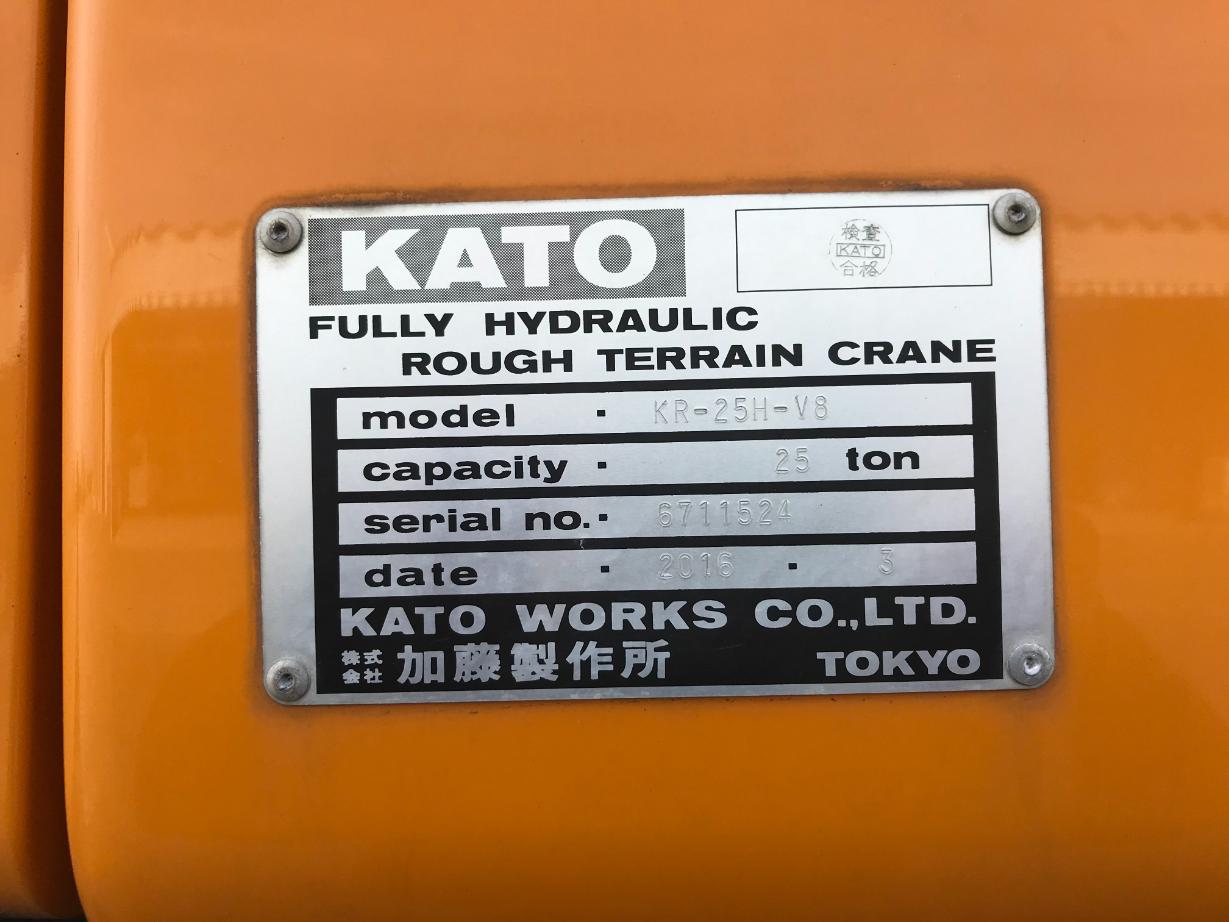 KATO
検査
KATO
合格
FULLY HYDRAULIC
ROUGH TERRAIN CRANE
model · KR-25H-V8
capacity · 25 ton
serial no. · 6711524
date · 2016 · 3
KATO WORKS CO.,LTD.
株式会社 加藤製作所 TOKYO